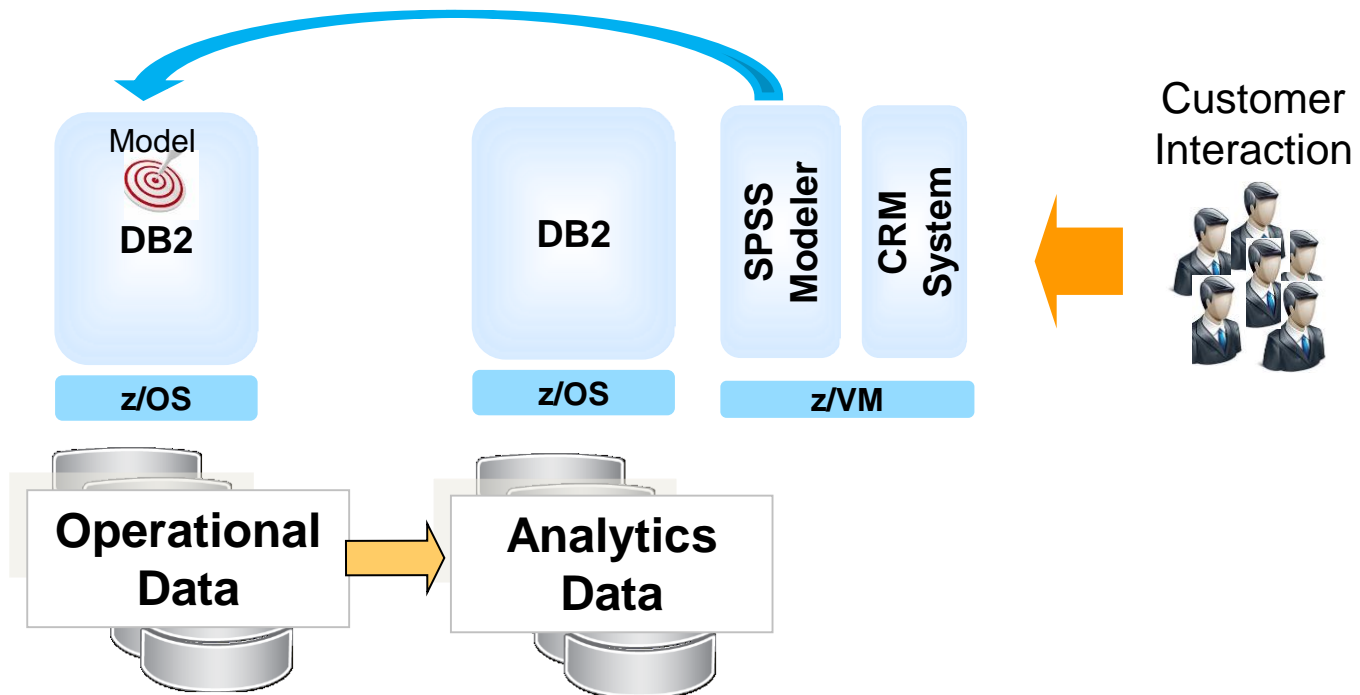 Customer
Interaction
Model
DB2
DB2
SPSS
Modeler
CRM
System
z/OS
z/OS
z/VM
Operational
Data
Analytics
Data